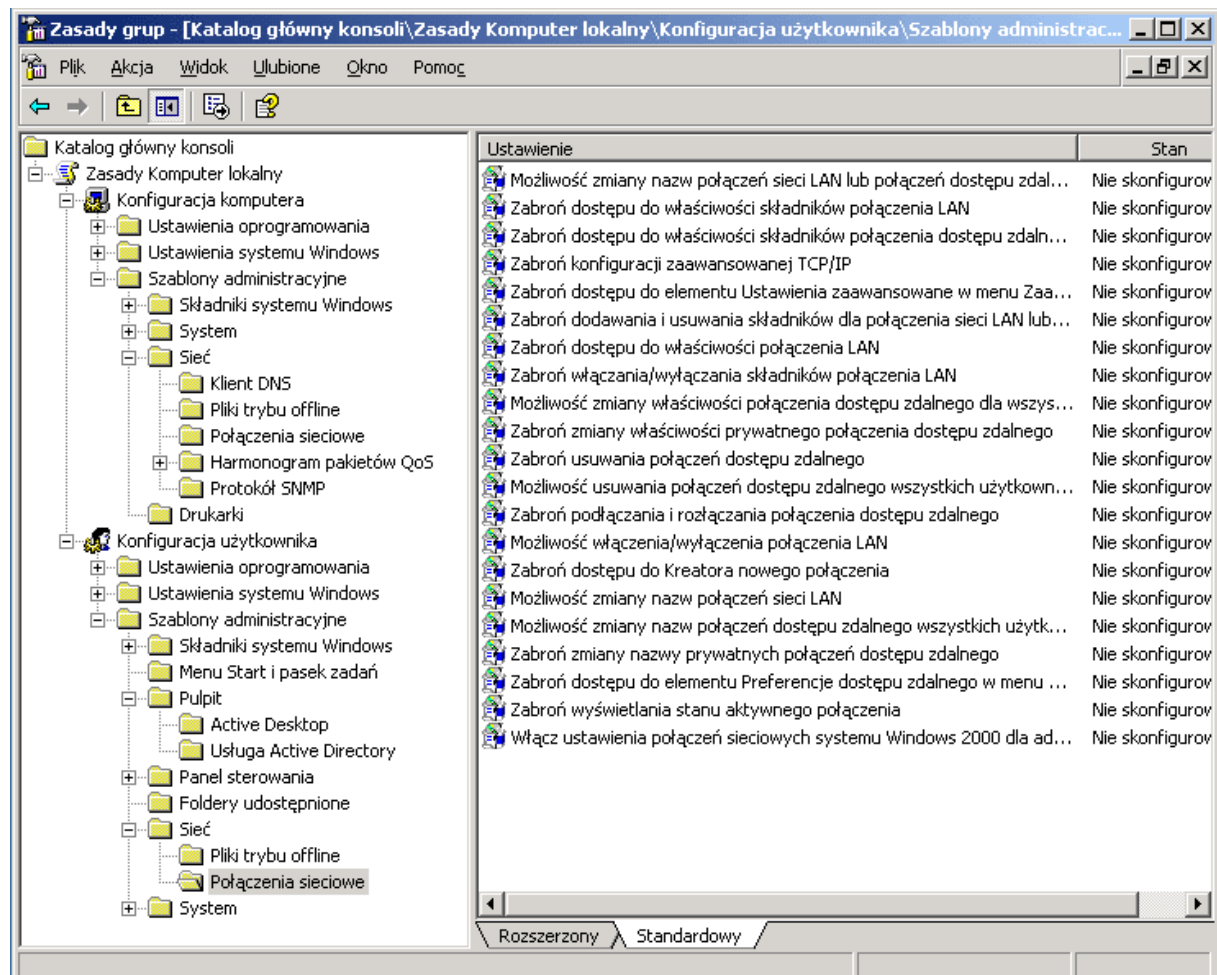 Zasady grup - [Katalog główny konsoli\Zasady Komputer lokalny\Konfiguracja użytkownika\Szablony administrac...
Plik Akcja Widok Ulubione Okno Pomoc
Katalog główny konsoli
Zasady Komputer lokalny
Konfiguracja komputera
Ustawienia oprogramowania
Ustawienia systemu Windows
Szablony administracyjne
Składniki systemu Windows
System
Sieć
Klient DNS
Pliki trybu offline
Połączenia sieciowe
Harmonogram pakietów QoS
Protokół SNMP
Drukarki
Konfiguracja użytkownika
Ustawienia oprogramowania
Ustawienia systemu Windows
Szablony administracyjne
Składniki systemu Windows
Menu Start i pasek zadań
Pulpit
Active Desktop
Usługa Active Directory
Panel sterowania
Foldery udostępnione
Sieć
Pliki trybu offline
Połączenia sieciowe
System
Ustawienie Stan
Możliwość zmiany nazw połączeń sieci LAN lub połączeń dostępu zdal... Nie skonfigurow
Zabroń dostępu do właściwości składników połączenia LAN Nie skonfigurow
Zabroń dostępu do właściwości składników połączenia dostępu zdaln... Nie skonfigurow
Zabroń konfiguracji zaawansowanej TCP/IP Nie skonfigurow
Zabroń dostępu do elementu Ustawienia zaawansowane w menu Zaa... Nie skonfigurow
Zabroń dodawania i usuwania składników dla połączenia sieci LAN lub... Nie skonfigurow
Zabroń dostępu do właściwości połączenia LAN Nie skonfigurow
Zabroń włączania/wyłączania składników połączenia LAN Nie skonfigurow
Możliwość zmiany właściwości połączenia dostępu zdalnego dla wszys... Nie skonfigurow
Zabroń zmiany właściwości prywatnego połączenia dostępu zdalnego Nie skonfigurow
Zabroń usuwania połączeń dostępu zdalnego Nie skonfigurow
Możliwość usuwania połączeń dostępu zdalnego wszystkich użytkown... Nie skonfigurow
Zabroń podłączania i rozłączania połączenia dostępu zdalnego Nie skonfigurow
Możliwość włączenia/wyłączenia połączenia LAN Nie skonfigurow
Zabroń dostępu do Kreatora nowego połączenia Nie skonfigurow
Możliwość zmiany nazw połączeń sieci LAN Nie skonfigurow
Możliwość zmiany nazw połączeń dostępu zdalnego wszystkich użytk... Nie skonfigurow
Zabroń zmiany nazwy prywatnych połączeń dostępu zdalnego Nie skonfigurow
Zabroń dostępu do elementu Preferencje dostępu zdalnego w menu ... Nie skonfigurow
Zabroń wyświetlania stanu aktywnego połączenia Nie skonfigurow
Włącz ustawienia połączeń sieciowych systemu Windows 2000 dla ad... Nie skonfigurow
Rozszerzony Standardowy